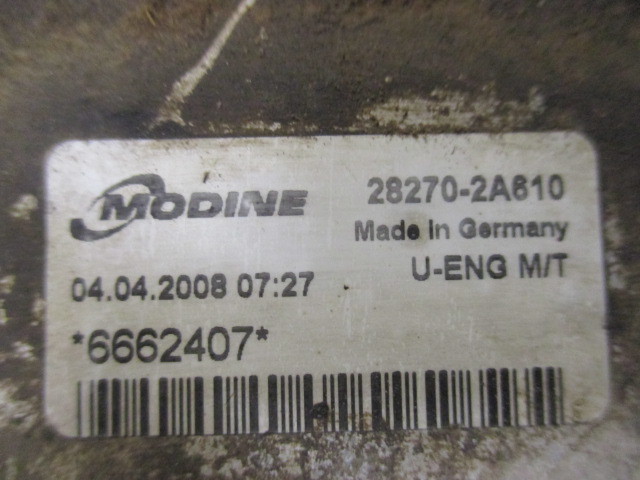 MODINE
28270-2A610
Made in Germany
04.04.2008 07:27
U-ENG M/T
*6662407*